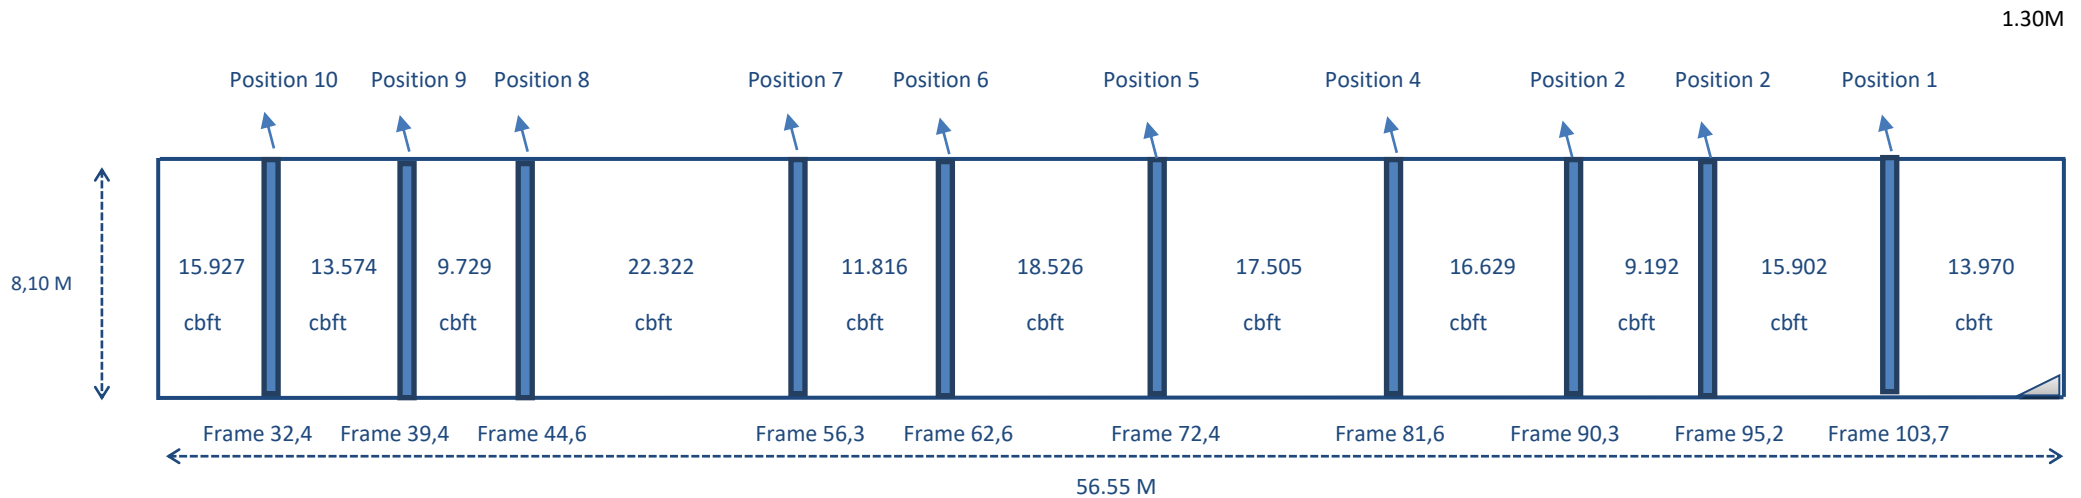 1.30M
Position 10 Position 9 Position 8 Position 7 Position 6 Position 5 Position 4 Position 2 Position 2 Position 1
15.927 13.574 9.729 22.322 11.816 18.526 17.505 16.629 9.192 15.902 13.970
8,10 M
cbft cbft cbft cbft cbft cbft cbft cbft cbft cbft cbft
Frame 32,4 Frame 39,4 Frame 44,6 Frame 56,3 Frame 62,6 Frame 72,4 Frame 81,6 Frame 90,3 Frame 95,2 Frame 103,7
56.55 M